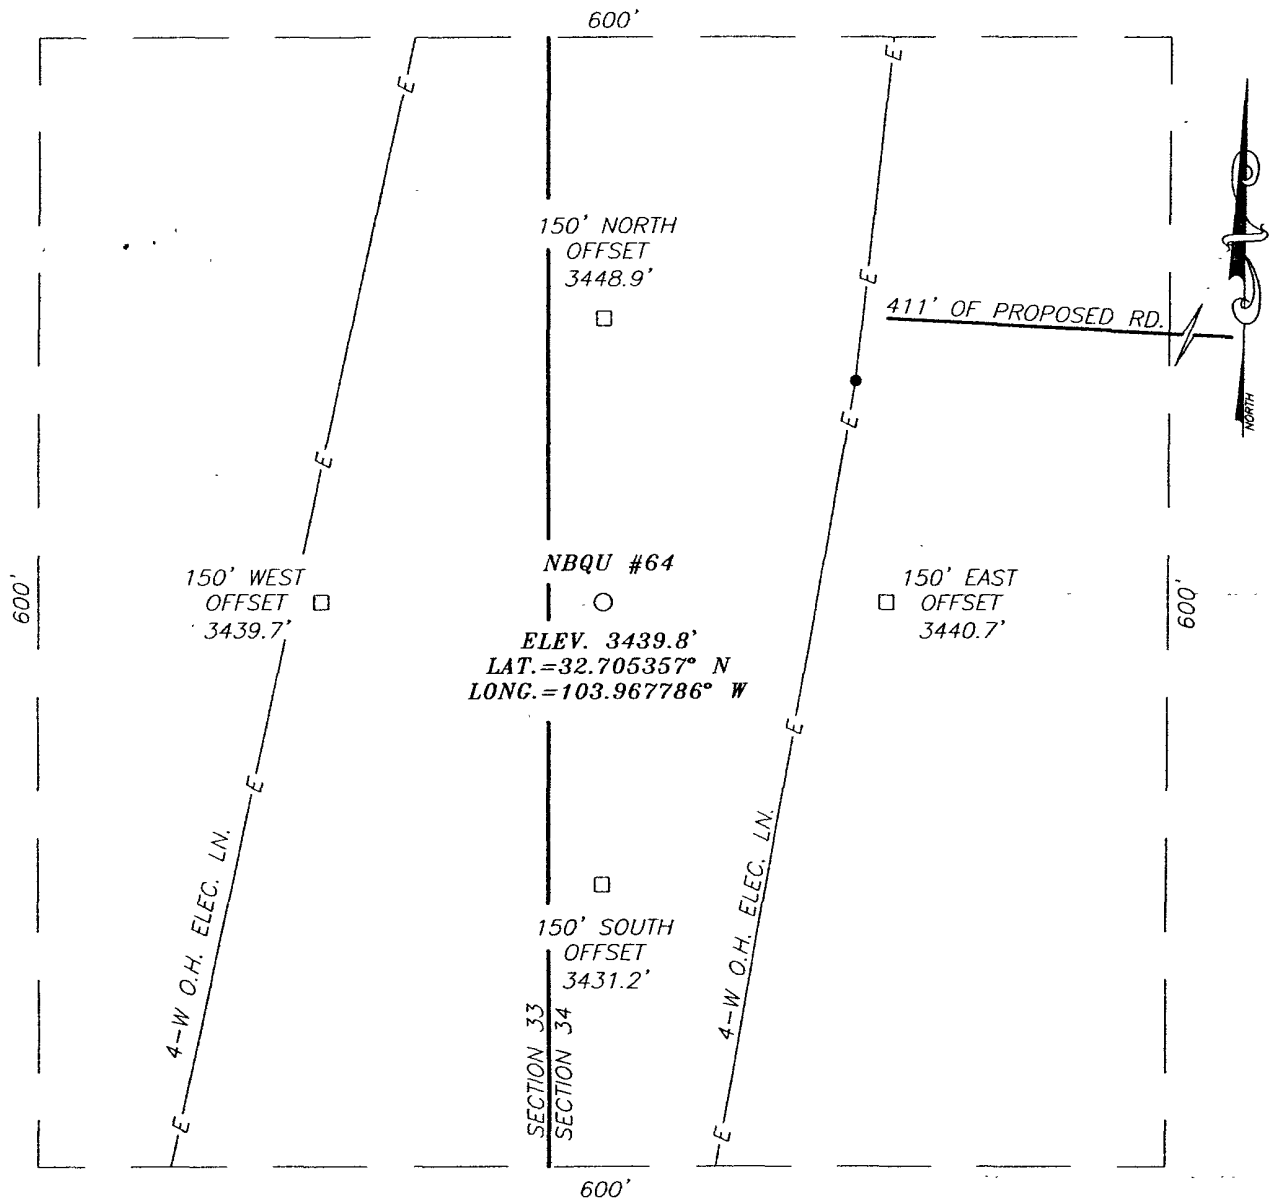 600'
E
E
150' NORTH
OFFSET
3448.9'
E
411' OF PROPOSED RD.
NORTH
E
E
NBQU #64
150' WEST
OFFSET
3439.7'
150' EAST
OFFSET
3440.7'
600'
600'
ELEV. 3439.8'
LAT.=32.705357° N
LONG.=103.967786° W
E
E
4-W O.H. ELEC. LN.
4-W O.H. ELEC. LN.
150' SOUTH
OFFSET
3431.2'
SECTION 33
SECTION 34
E
E
600'